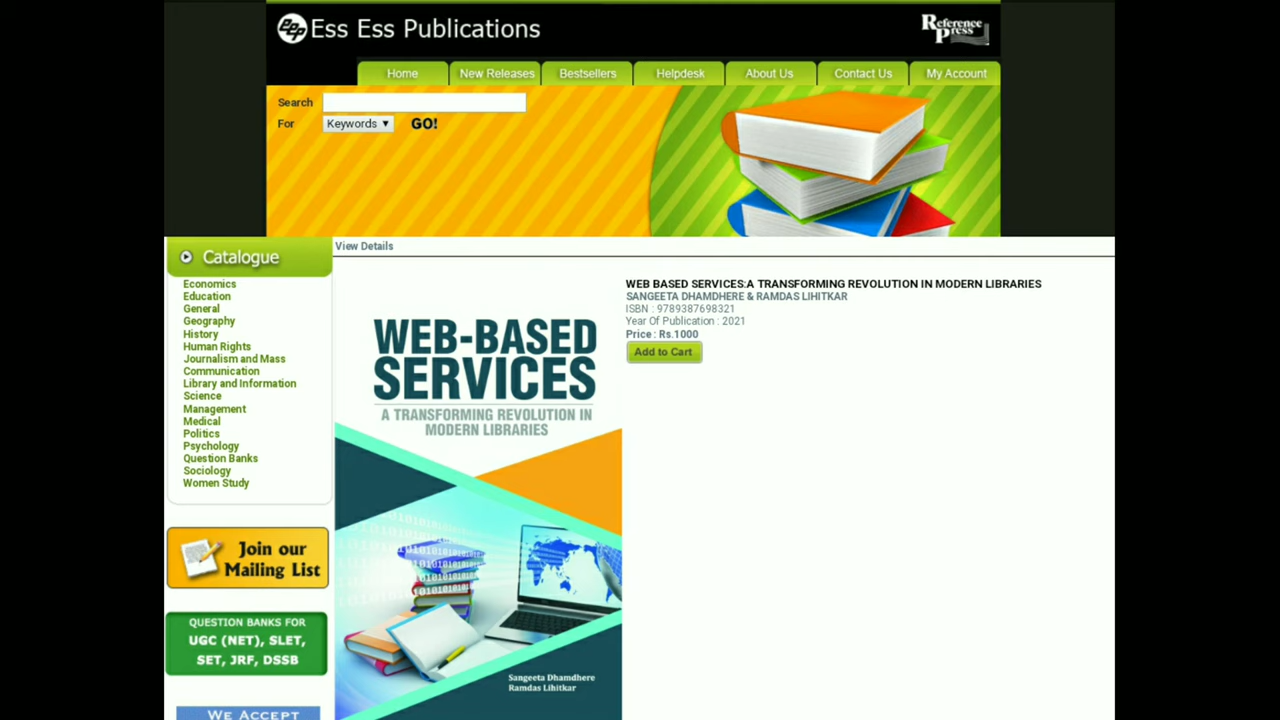 Ess Ess Publications
Reference
Press
Home
New Releases
Bestsellers
Helpdesk
About Us
Contact Us
My Account
Search
For
Keywords ▼
GO!
Catalogue
View Details
Economics
Education
General
Geography
History
Human Rights
Journalism and Mass
Communication
Library and Information
Science
Management
Medical
Politics
Psychology
Question Banks
Sociology
Women Study
Join our
Mailing List
QUESTION BANKS FOR
UGC (NET), SLET,
SET, JRF, DSSB
WE ACCEPT
WEB-BASED
SERVICES
A TRANSFORMING REVOLUTION IN
MODERN LIBRARIES
Sangeeta Dhamdhere
Ramdas Lihitkar
WEB BASED SERVICES:A TRANSFORMING REVOLUTION IN MODERN LIBRARIES
SANGEETA DHAMDHERE & RAMDAS LIHITKAR
ISBN : 9789387698321
Year Of Publication : 2021
Price : Rs.1000
Add to Cart